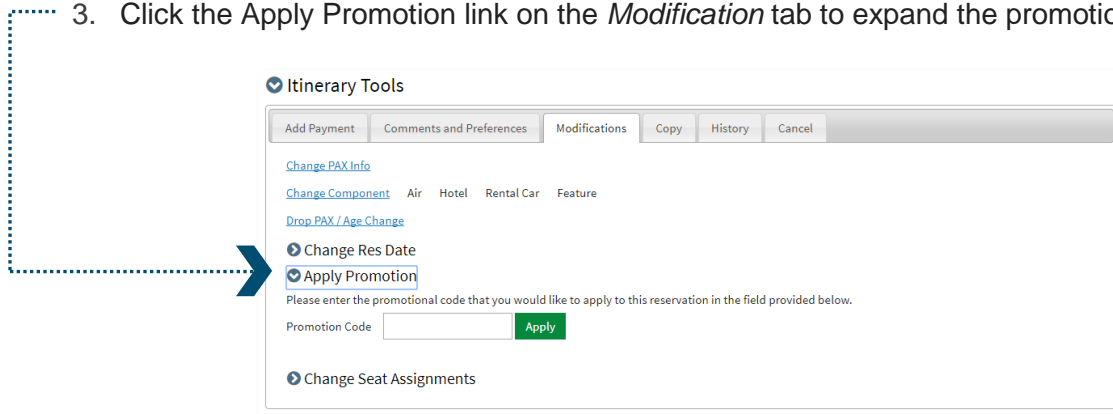 3. Click the Apply Promotion link on the Modification tab to expand the
Itinerary Tools
Add Payment Comments and Preferences Modifications Copy History Cancel
Change PAX Info
Change Component Air Hotel Rental Car Feature
Drop PAX / Age Change
Change Res Date
Apply Promotion
Please enter the promotional code that you would like to apply to this reservation in the field provided below.
Promotion Code Apply
Change Seat Assignments